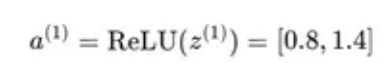 a⁽¹⁾ = ReLU(z⁽¹⁾) = [0.8, 1.4]